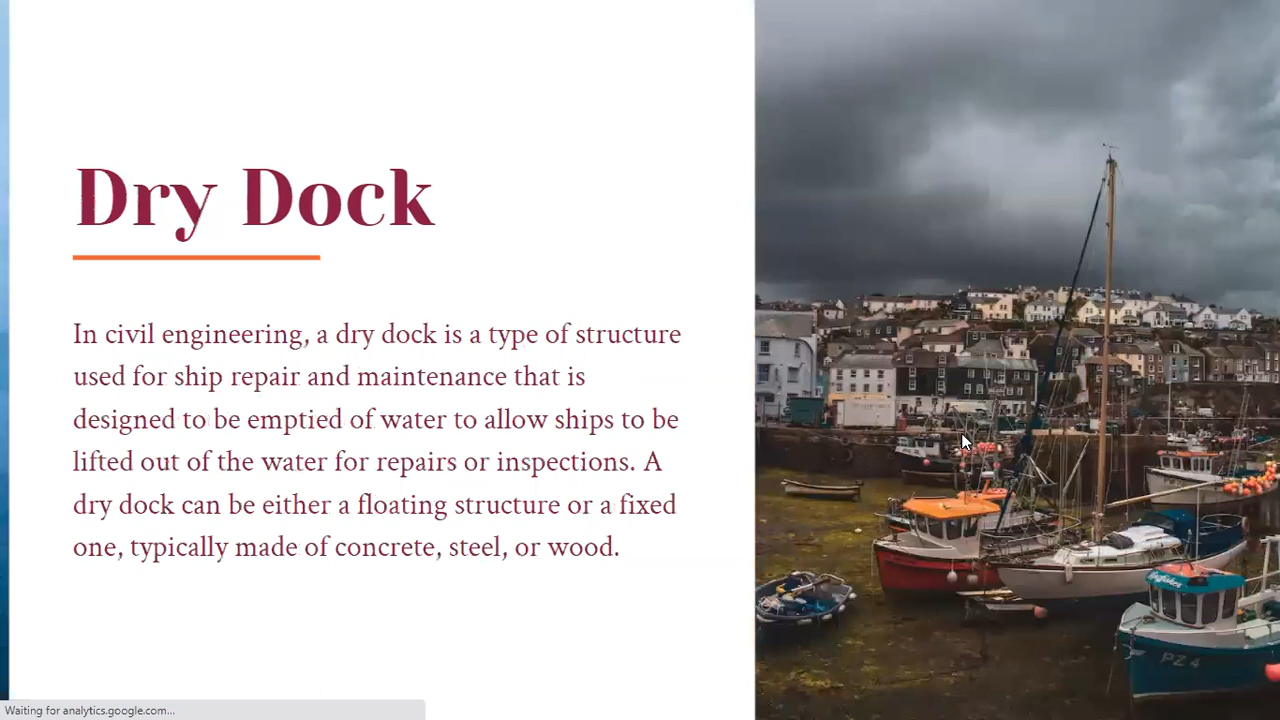 Dry Dock
In civil engineering, a dry dock is a type of structure
used for ship repair and maintenance that is
designed to be emptied of water to allow ships to be
lifted out of the water for repairs or inspections. A
dry dock can be either a floating structure or a fixed
one, typically made of concrete, steel, or wood.
PZ4
Waiting for analytics.google.com...